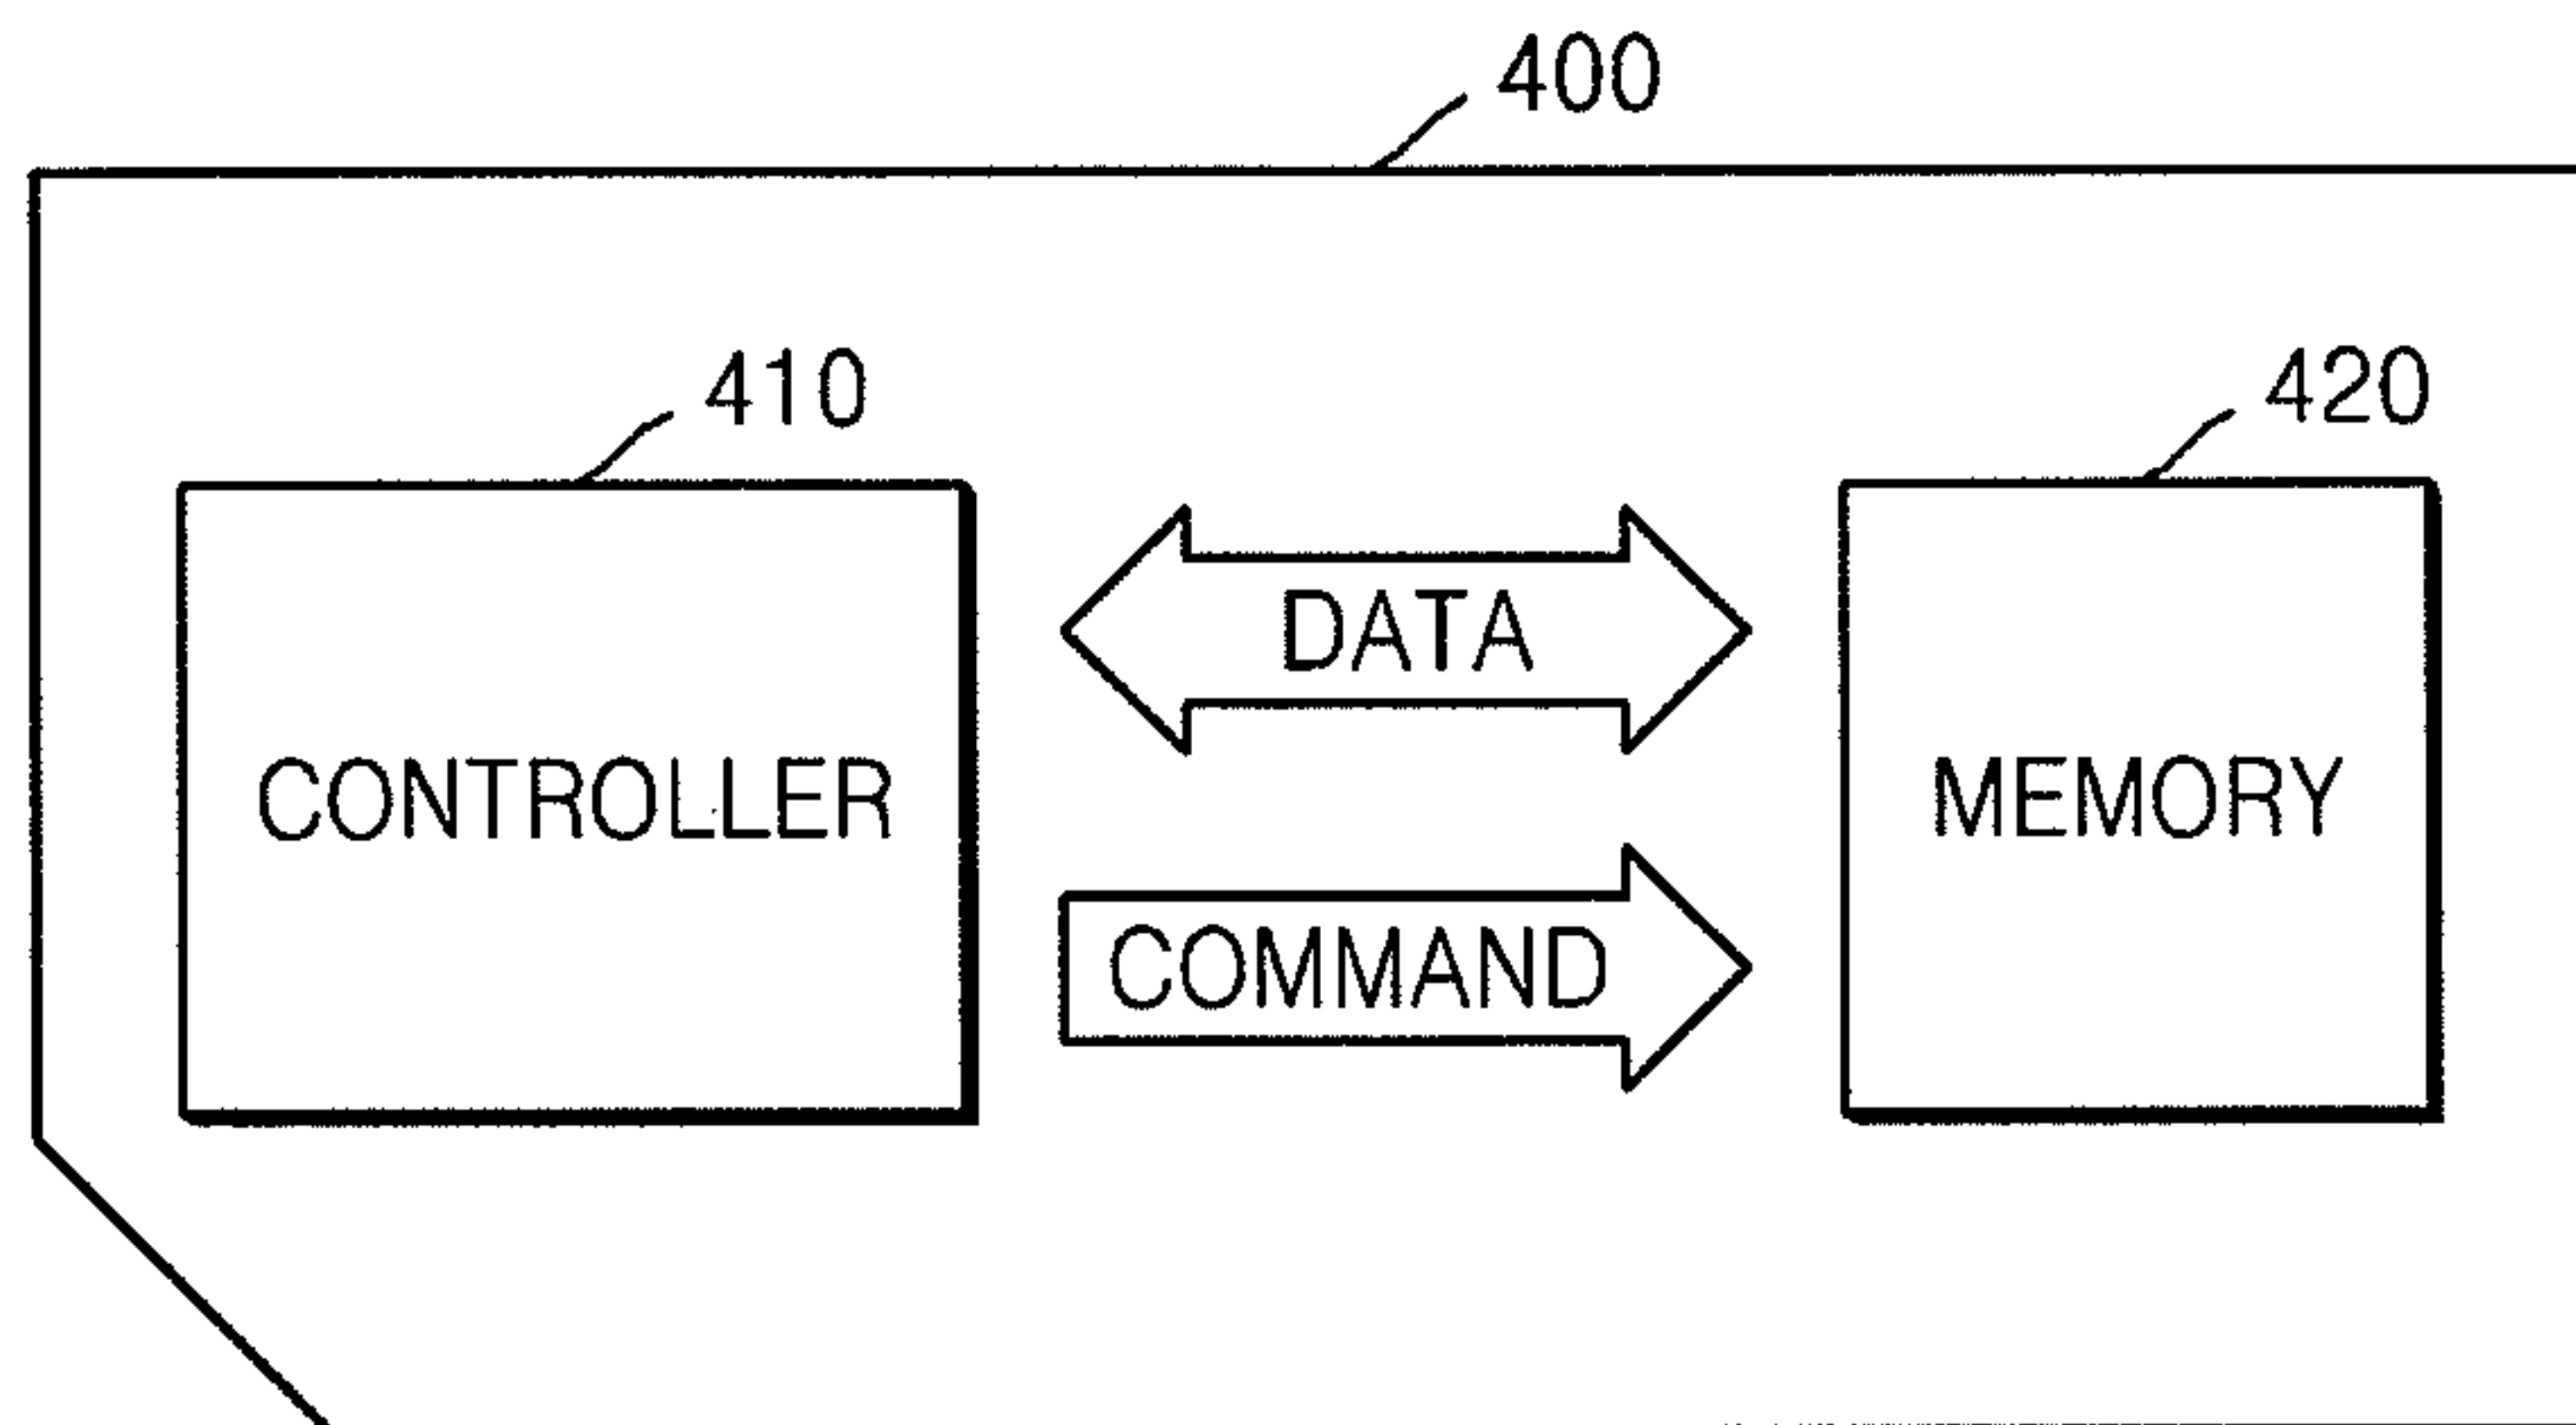 400
410
420
DATA
CONTROLLER
MEMORY
COMMAND